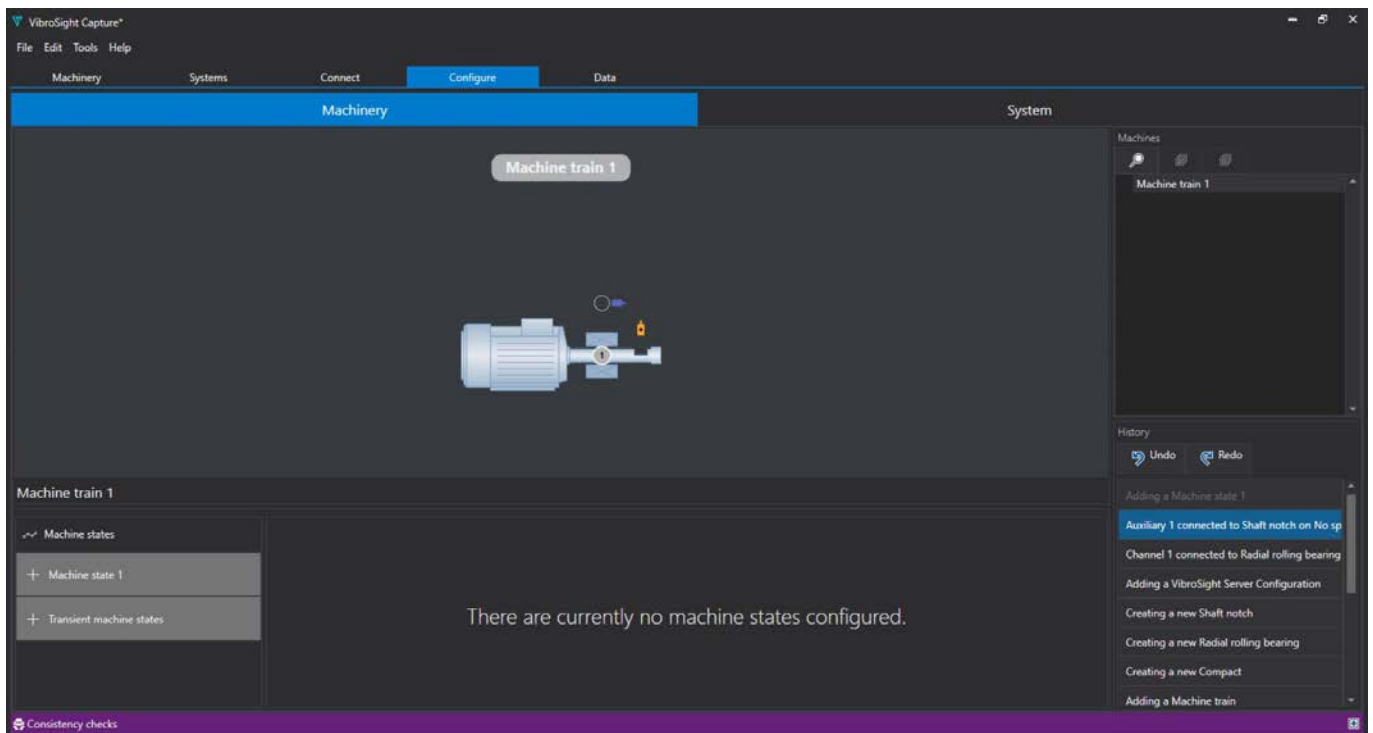 VibroSight Capture*
File Edit Tools Help
Machinery Systems Connect Configure Data
Machinery System
Machines
Machine train 1
Machine train 1
1
History
Undo Redo
Machine train 1
Adding a Machine state 1
Machine states
Auxiliary 1 connected to Shaft notch on No sp
Channel 1 connected to Radial rolling bearing
+ Machine state 1
Adding a VibroSight Server Configuration
+ Transient machine states
There are currently no machine states configured.
Creating a new Shaft notch
Creating a new Radial rolling bearing
Creating a new Compact
Adding a Machine train
Consistency checks